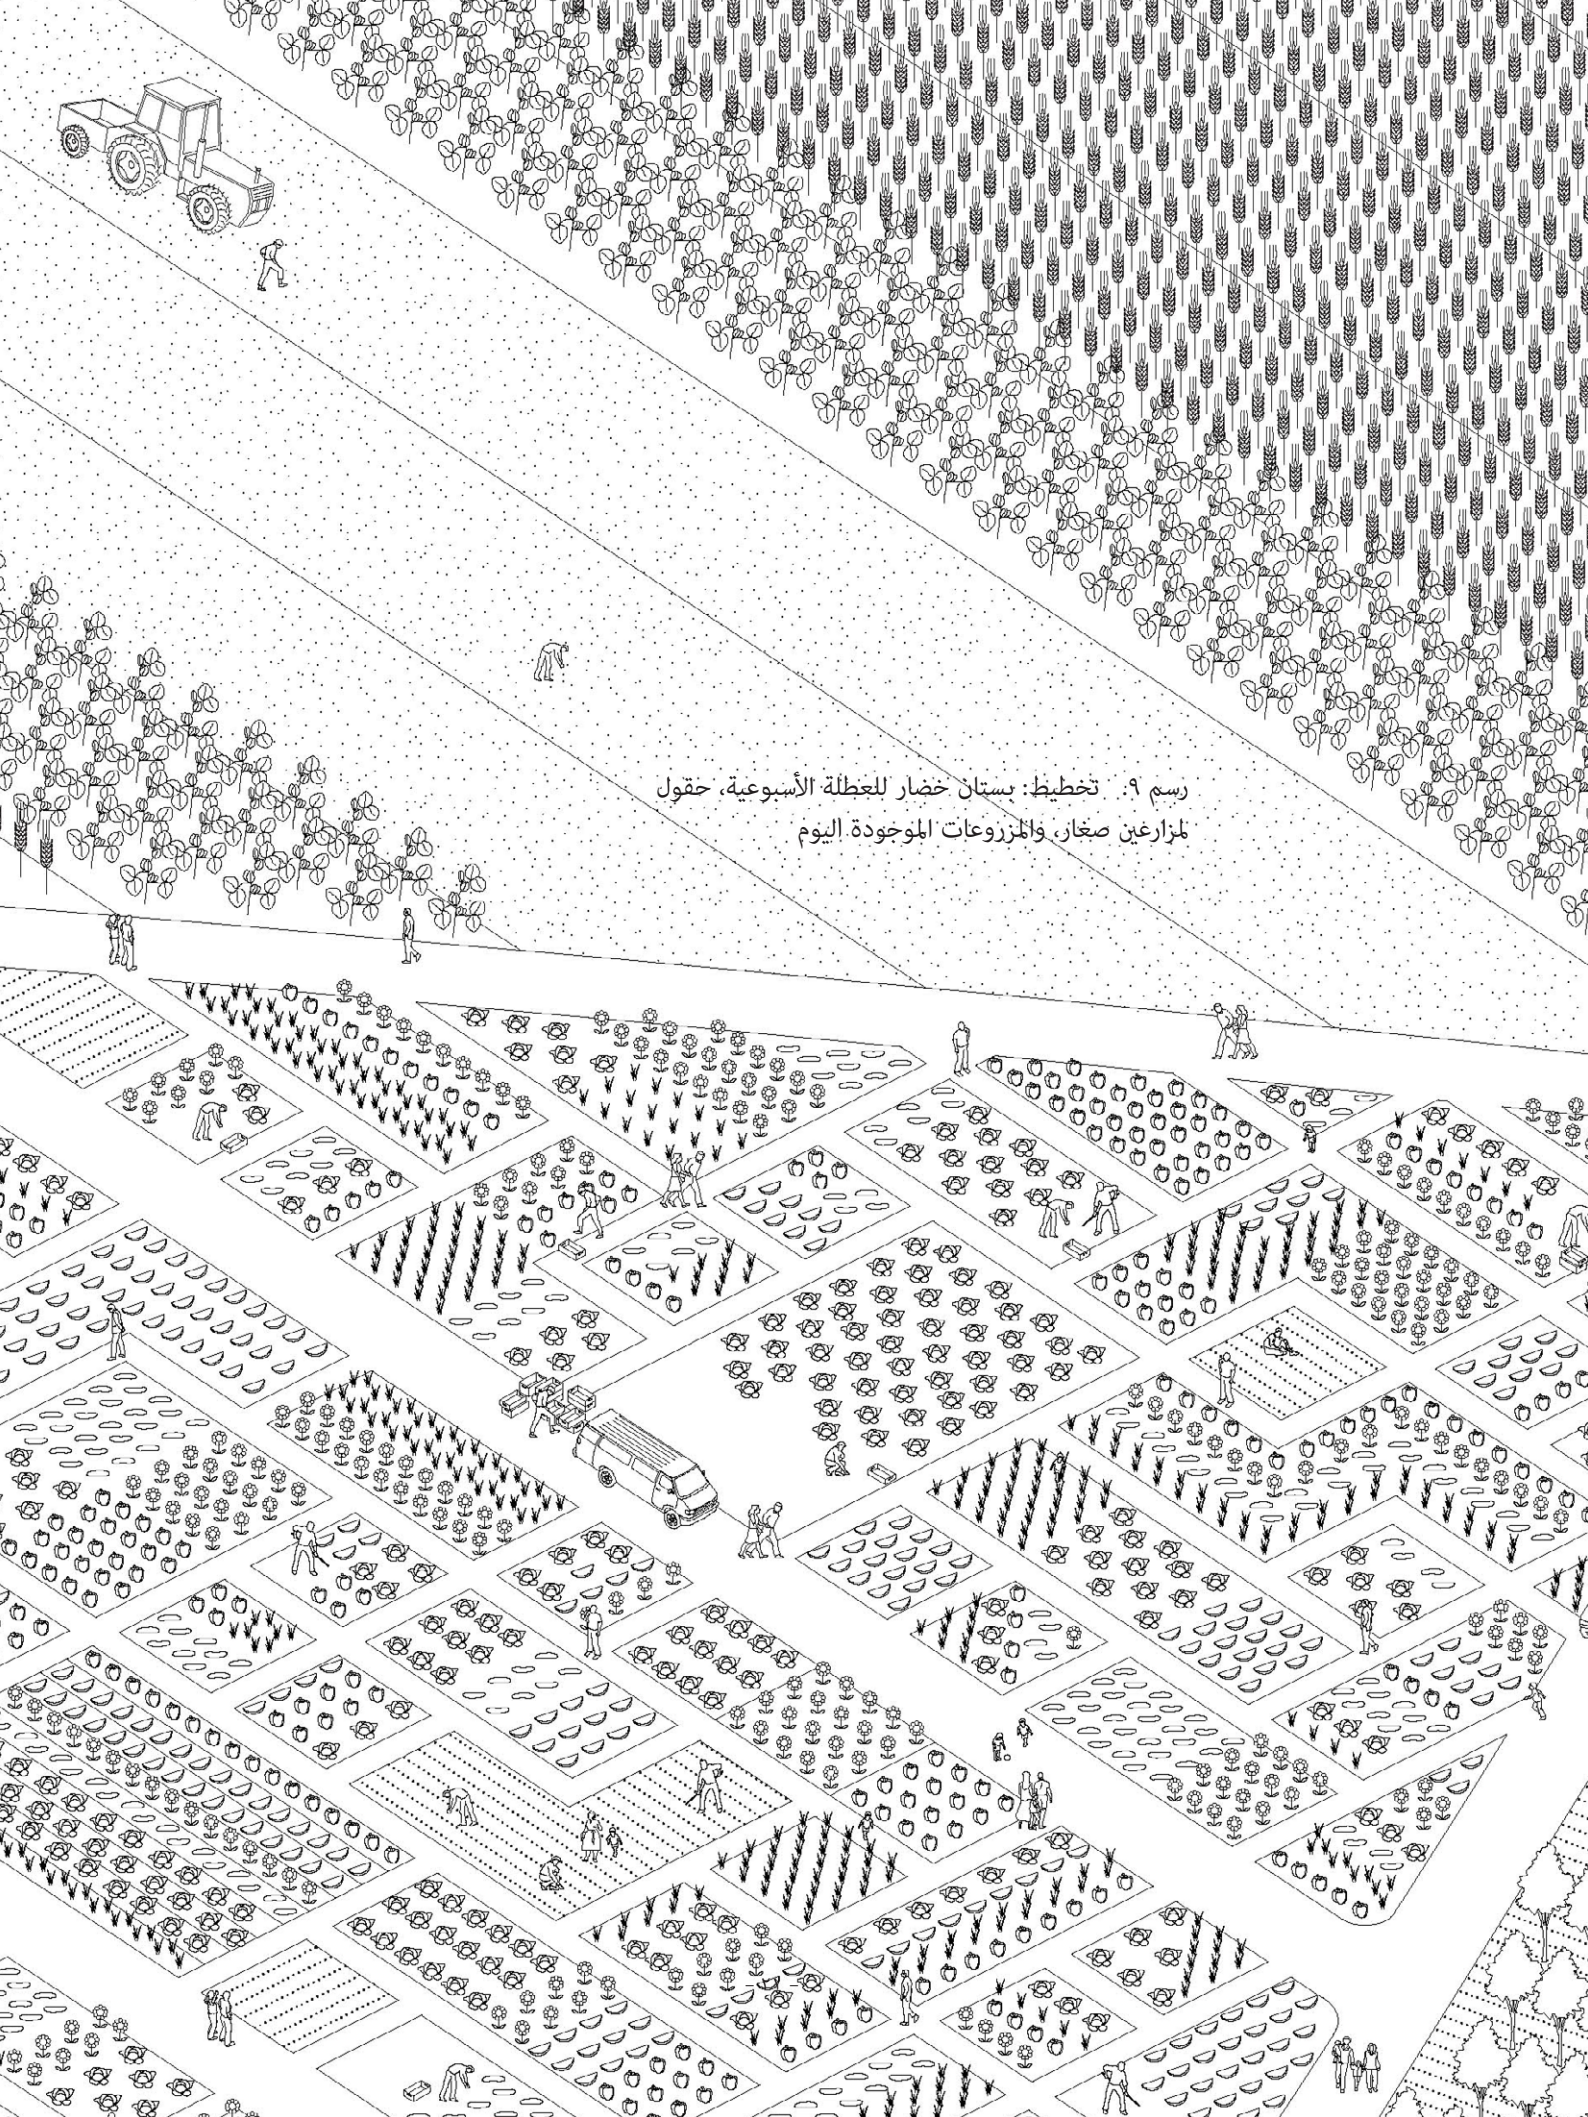 رسم ٩: تخطيط: بستان خضار للعطلة الأسبوعية، حقول
لمزارعين صغار، والمزروعات الموجودة اليوم